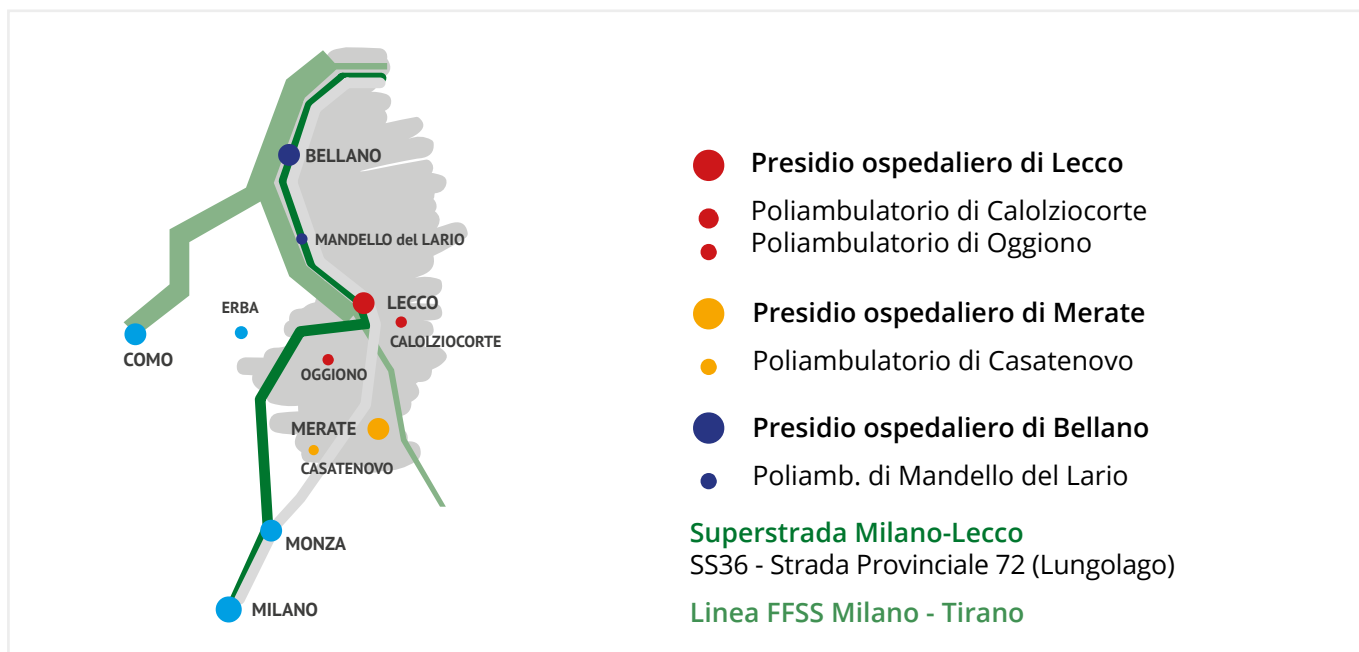 BELLANO
MANDELLO del LARIO
LECCO
ERBA
CALOLZIOCORTE
COMO
OGGIONO
MERATE
CASATENOVO
MONZA
MILANO
Presidio ospedaliero di Lecco
Poliambulatorio di Calolziocorte
Poliambulatorio di Oggiono
Presidio ospedaliero di Merate
Poliambulatorio di Casatenovo
Presidio ospedaliero di Bellano
Poliamb. di Mandello del Lario
Superstrada Milano-Lecco
SS36 - Strada Provinciale 72 (Lungolago)
Linea FFSS Milano - Tirano